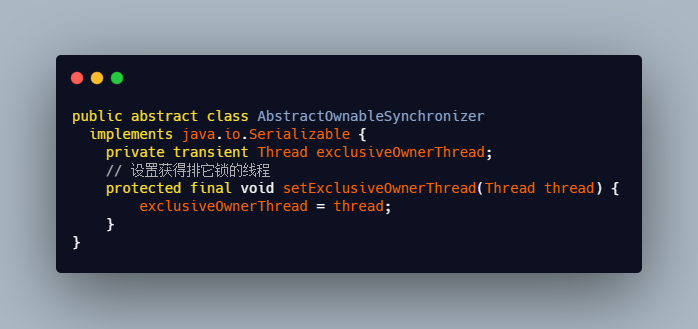 public abstract class AbstractOwnableSynchronizer
  implements java.io.Serializable {
    private transient Thread exclusiveOwnerThread;
    // 设置获得排它锁的线程
    protected final void setExclusiveOwnerThread(Thread thread) {
        exclusiveOwnerThread = thread;
    }
}